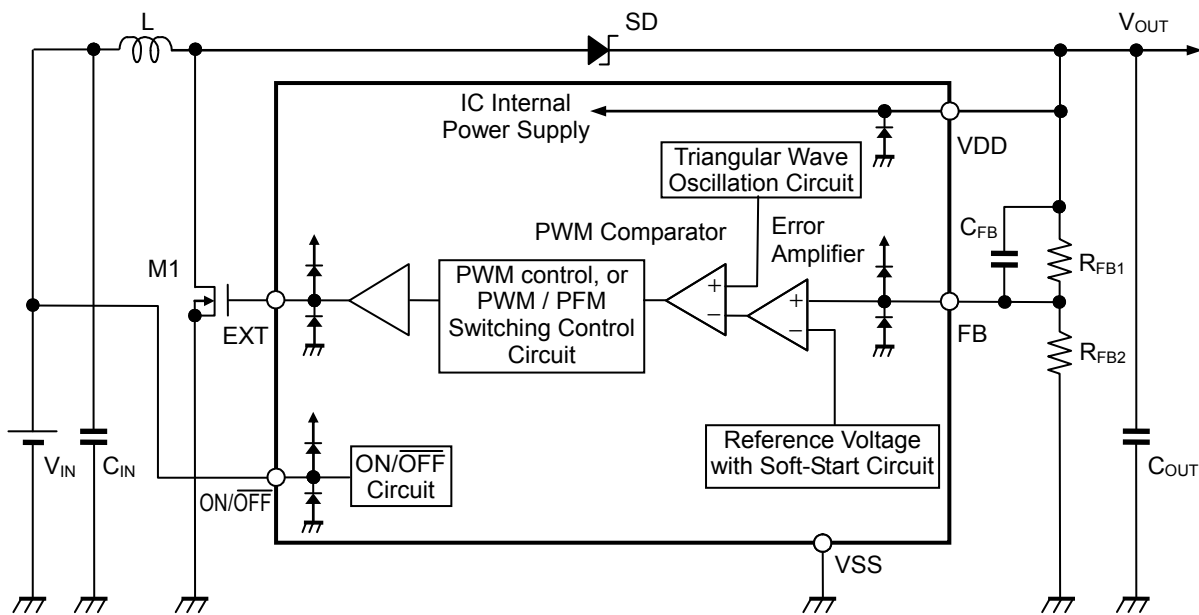 L
SD
VOUT
IC Internal
Power Supply
VDD
Triangular Wave
Oscillation Circuit
CFB
PWM Comparator
Error
Amplifier
RFB1
M1
PWM control, or
PWM / PFM
Switching Control
Circuit
+
−
+
−
EXT
FB
RFB2
VIN
CIN
ON/OFF
ON/OFF
Circuit
Reference Voltage
with Soft-Start Circuit
COUT
VSS